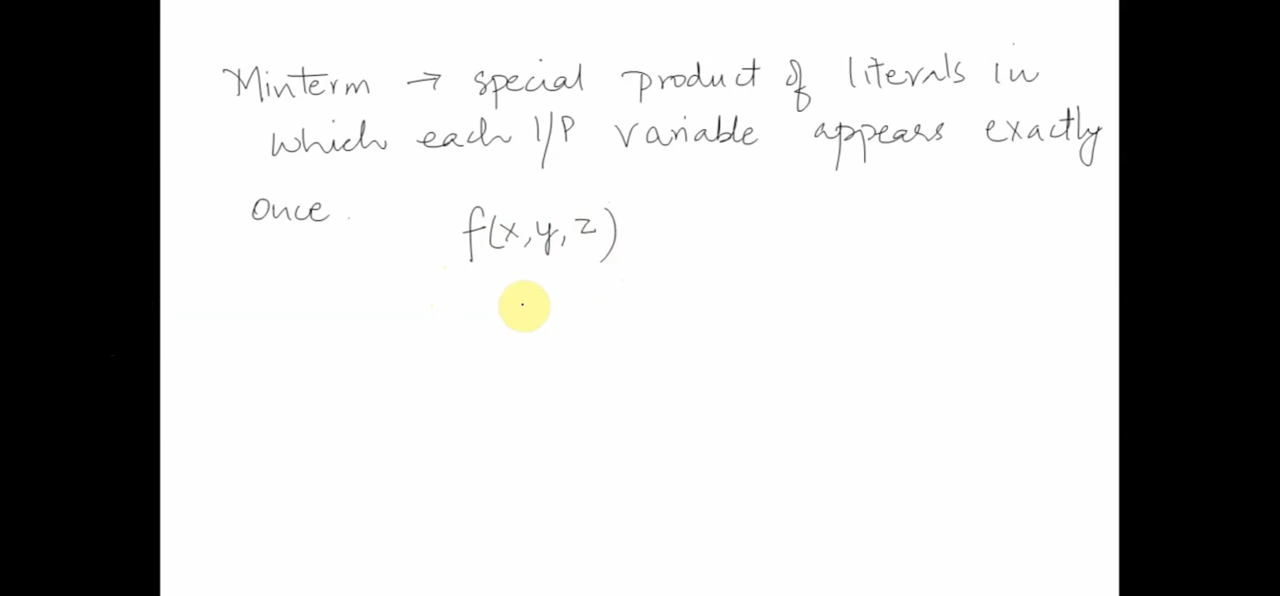 Minterm → special product of literals in
which each I/P variable appears exactly
once.
f(x,y,z)